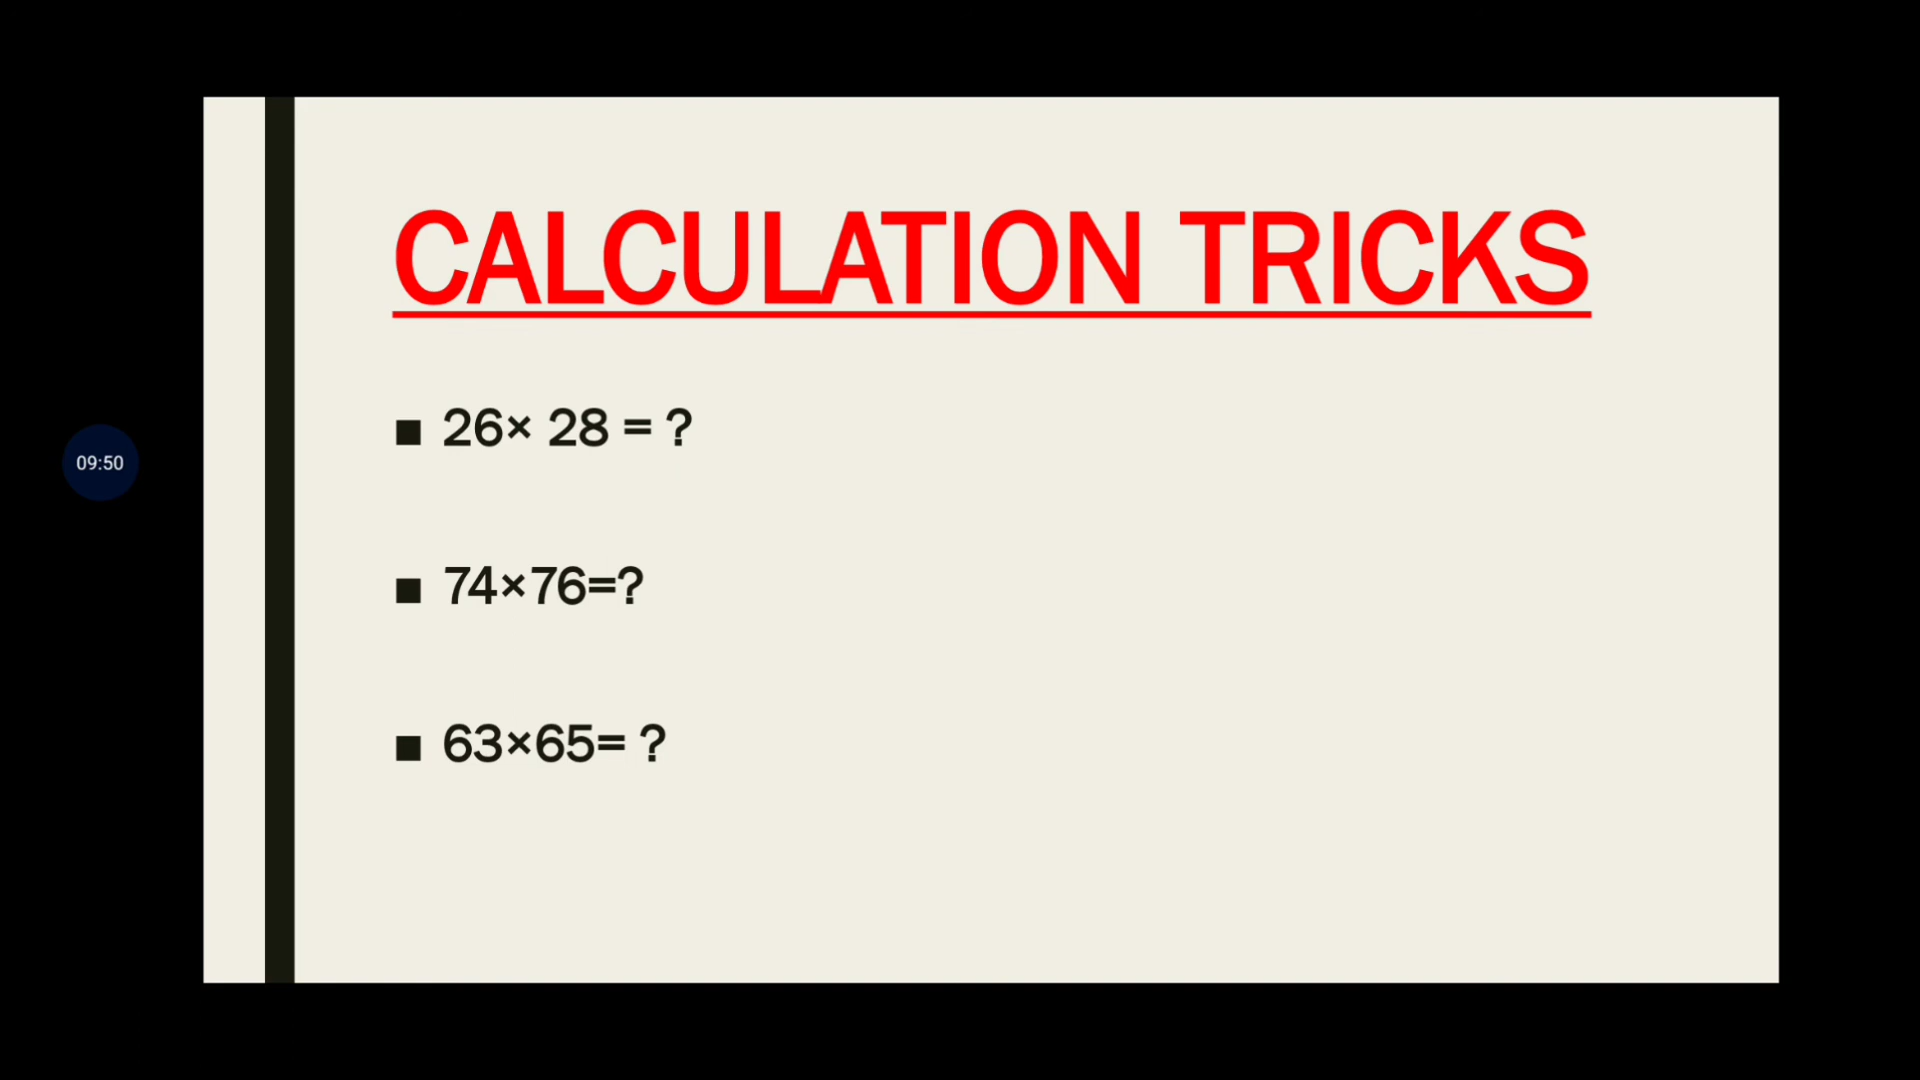 CALCULATION TRICKS
■ 26× 28 = ?
09:50
■ 74×76=?
■ 63×65= ?